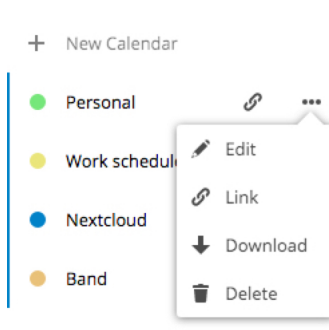 New Calendar
Personal
Work schedul
Nextcloud
Band
Edit
Link
Download
Delete